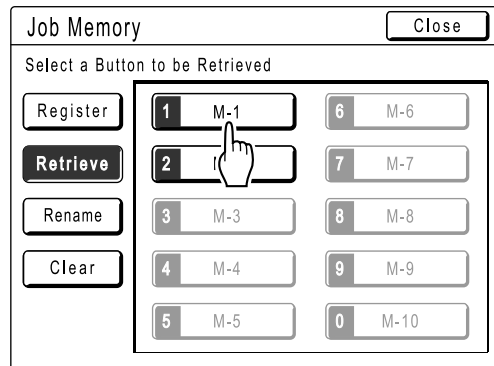 Job Memory Close
Select a Button to be Retrieved
Register 1 M-1 6 M-6
Retrieve 2 7 M-7
Rename 3 M-3 8 M-8
Clear 4 M-4 9 M-9
5 M-5 0 M-10